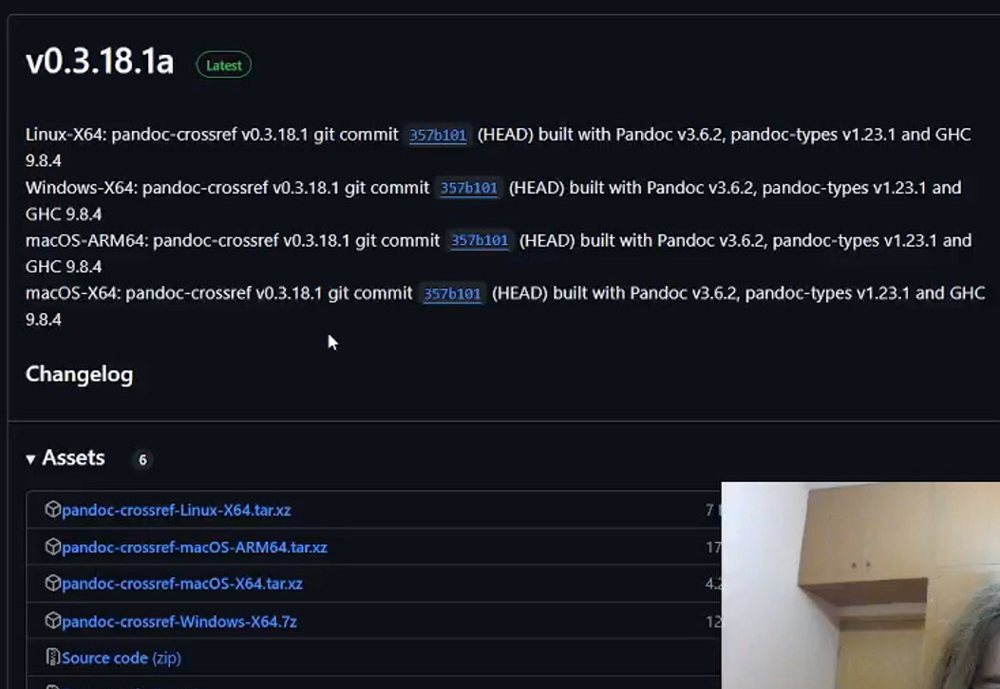 v0.3.18.1a Latest
Linux-X64: pandoc-crossref v0.3.18.1 git commit 357b101 (HEAD) built with Pandoc v3.6.2, pandoc-types v1.23.1 and GHC
9.8.4
Windows-X64: pandoc-crossref v0.3.18.1 git commit 357b101 (HEAD) built with Pandoc v3.6.2, pandoc-types v1.23.1 and
GHC 9.8.4
macOS-ARM64: pandoc-crossref v0.3.18.1 git commit 357b101 (HEAD) built with Pandoc v3.6.2, pandoc-types v1.23.1 and
GHC 9.8.4
macOS-X64: pandoc-crossref v0.3.18.1 git commit 357b101 (HEAD) built with Pandoc v3.6.2, pandoc-types v1.23.1 and GHC
9.8.4
Changelog
Assets 6
pandoc-crossref-Linux-X64.tar.xz 7
pandoc-crossref-macOS-ARM64.tar.xz 17
pandoc-crossref-macOS-X64.tar.xz 4.2
pandoc-crossref-Windows-X64.7z 12
Source code (zip)